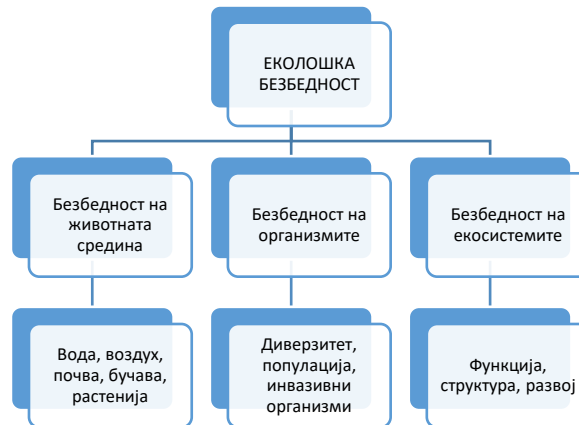 ЕКОЛОШКА
БЕЗБЕДНОСТ
Безбедност на
животната
средина
Безбедност на
организмите
Безбедност на
екосистемите
Вода, воздух,
почва, бучава,
растенија
Диверзитет,
популација,
инвазивни
организми
Функција,
структура, развој